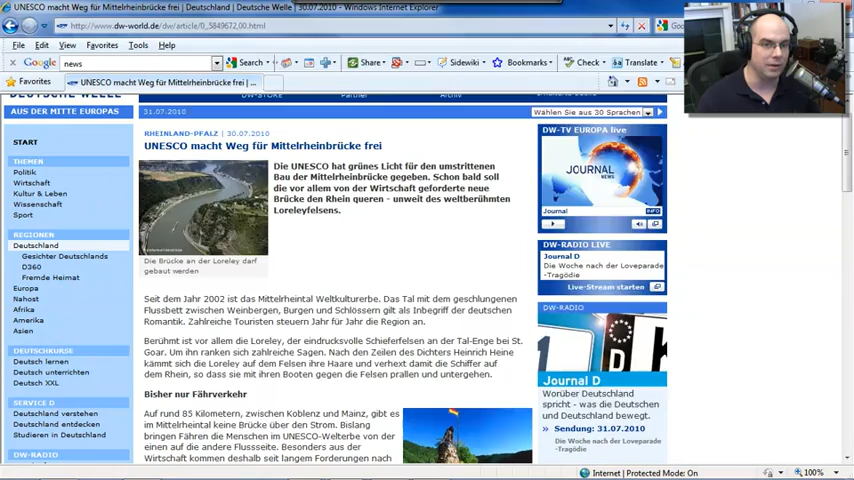 UNESCO macht Weg für Mittelrheinbrücke frei | Deutschland | Deutsche Welle | 30.07.2010 - Windows Internet Explorer
http://www.dw-world.de/dw/article/0,,5849672,00.html
File Edit View Favorites Tools Help
Google news Search Share Sidewiki Bookmarks Check Translate
Favorites UNESCO macht Weg für Mittelrheinbrücke frei | ...
DEUTSCHE WELLE DW-STORE Partner Archiv
AUS DER MITTE EUROPAS 31.07.2010 Wählen Sie aus 30 Sprachen
START
THEMEN
Politik
Wirtschaft
Kultur & Leben
Wissenschaft
Sport
REGIONEN
Deutschland
Gesichter Deutschlands
D360
Fremde Heimat
Europa
Nahost
Afrika
Amerika
Asien
DEUTSCHKURSE
Deutsch lernen
Deutsch unterrichten
Deutsch XXL
SERVICE D
Deutschland verstehen
Deutschland entdecken
Studieren in Deutschland
DW-RADIO
RHEINLAND-PFALZ | 30.07.2010
UNESCO macht Weg für Mittelrheinbrücke frei
Die UNESCO hat grünes Licht für den umstrittenen
Bau der Mittelrheinbrücke gegeben. Schon bald soll
die vor allem von der Wirtschaft geforderte neue
Brücke den Rhein queren - unweit des weltberühmten
Loreleyfelsens.
Die Brücke an der Loreley darf
gebaut werden
Seit dem Jahr 2002 ist das Mittelrheintal Weltkulturerbe. Das Tal mit dem geschlungenen
Flussbett zwischen Weinbergen, Burgen und Schlössern gilt als Inbegriff der deutschen
Romantik. Zahlreiche Touristen steuern Jahr für Jahr die Region an.
Berühmt ist vor allem die Loreley, der eindrucksvolle Schieferfelsen an der Tal-Enge bei St.
Goar. Um ihn ranken sich zahlreiche Sagen. Nach den Zeilen des Dichters Heinrich Heine
kämmt sich die Loreley auf dem Felsen ihre Haare und verhext damit die Schiffer auf
dem Rhein, so dass sie mit ihren Booten gegen die Felsen prallen und untergehen.
Bisher nur Fährverkehr
Auf rund 85 Kilometern, zwischen Koblenz und Mainz, gibt es
im Mittelrheintal keine Brücke über den Strom. Bislang
bringen Fähren die Menschen im UNESCO-Welterbe von der
einen auf die andere Flussseite. Besonders aus der
Wirtschaft kommen deshalb seit langem Forderungen nach
DW-TV EUROPA live
JOURNAL
NEWS
Journal INFO
DW-RADIO LIVE
Journal D
Die Woche nach der Loveparade
-Tragödie
Live-Stream starten
DW-RADIO
1 D
Journal D
Worüber Deutschland
spricht - was die Deutschen
und Deutschland bewegt.
» Sendung: 31.07.2010
Die Woche nach der Loveparade
-Tragödie
Internet | Protected Mode: On 100%